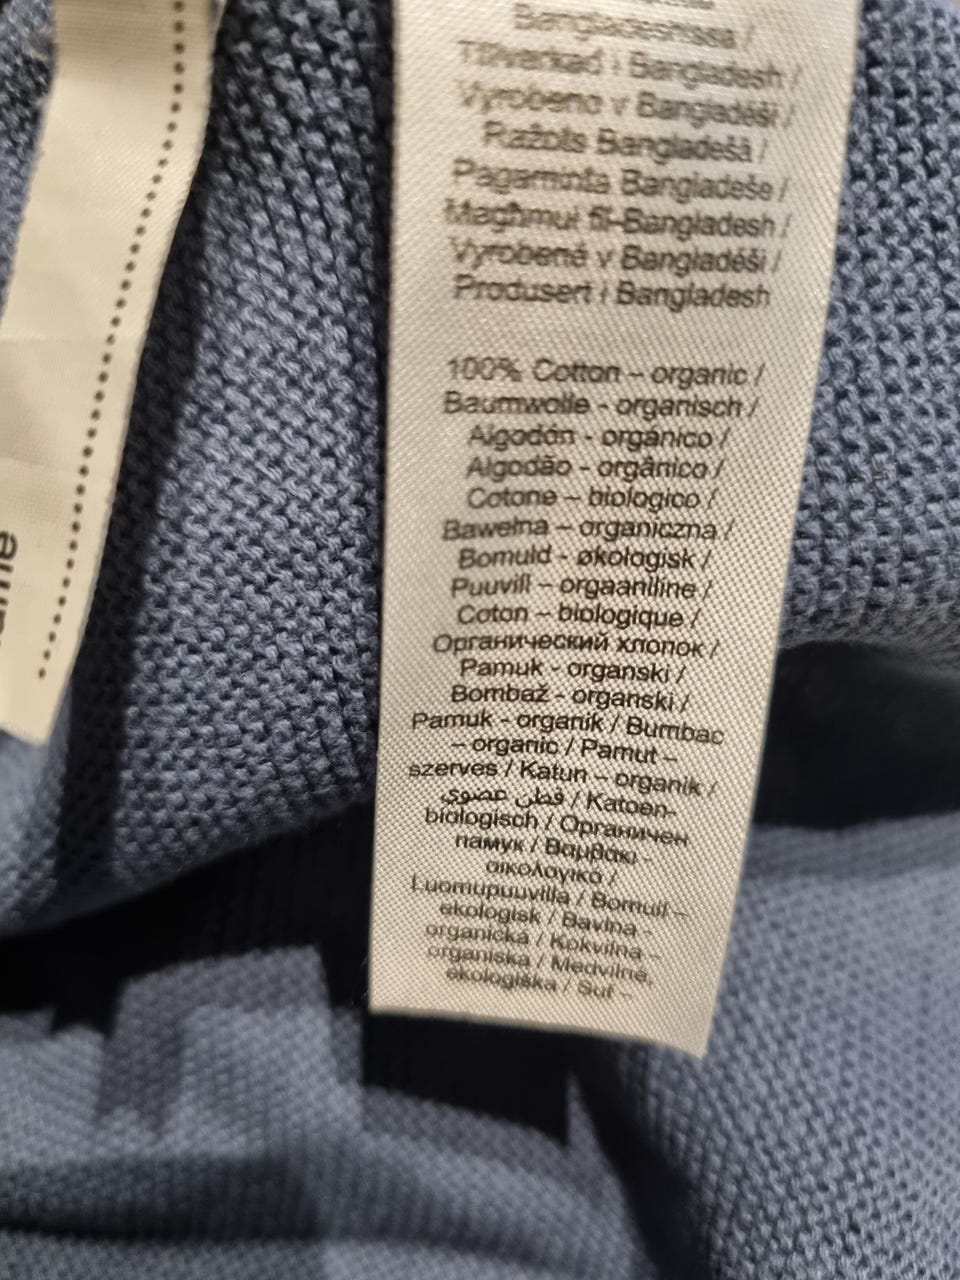 Bangladeshissa /
Tillverkad i Bangladesh /
Vyrobeno v Bangladéši /
Ražots Bangladešā /
Pagaminta Bangladeše /
Magħmul fil-Bangladesh /
Vyrobené v Bangladéši /
Produsert i Bangladesh
100% Cotton – organic /
Baumwolle - organisch /
Algodón - orgánico /
Algodão - orgânico /
Cotone – biologico /
Bawełna – organiczna /
Bomuld - økologisk /
Puuvill – orgaaniline /
Coton – biologique /
Органический хлопок /
Pamuk - organski /
Bombaž - organski /
Pamuk - organik / Bumbac
– organic / Pamut –
szerves / Katun – organik /
قطن عضوي / Katoen-
biologisch / Органичен
памук / Βαμβάκι -
οικολογικό /
Luomupuuvilla / Bomull –
ekologisk / Bavlna -
organická / Kokvilna –
organiska / Medvilnė,
ekologiška / Suf –